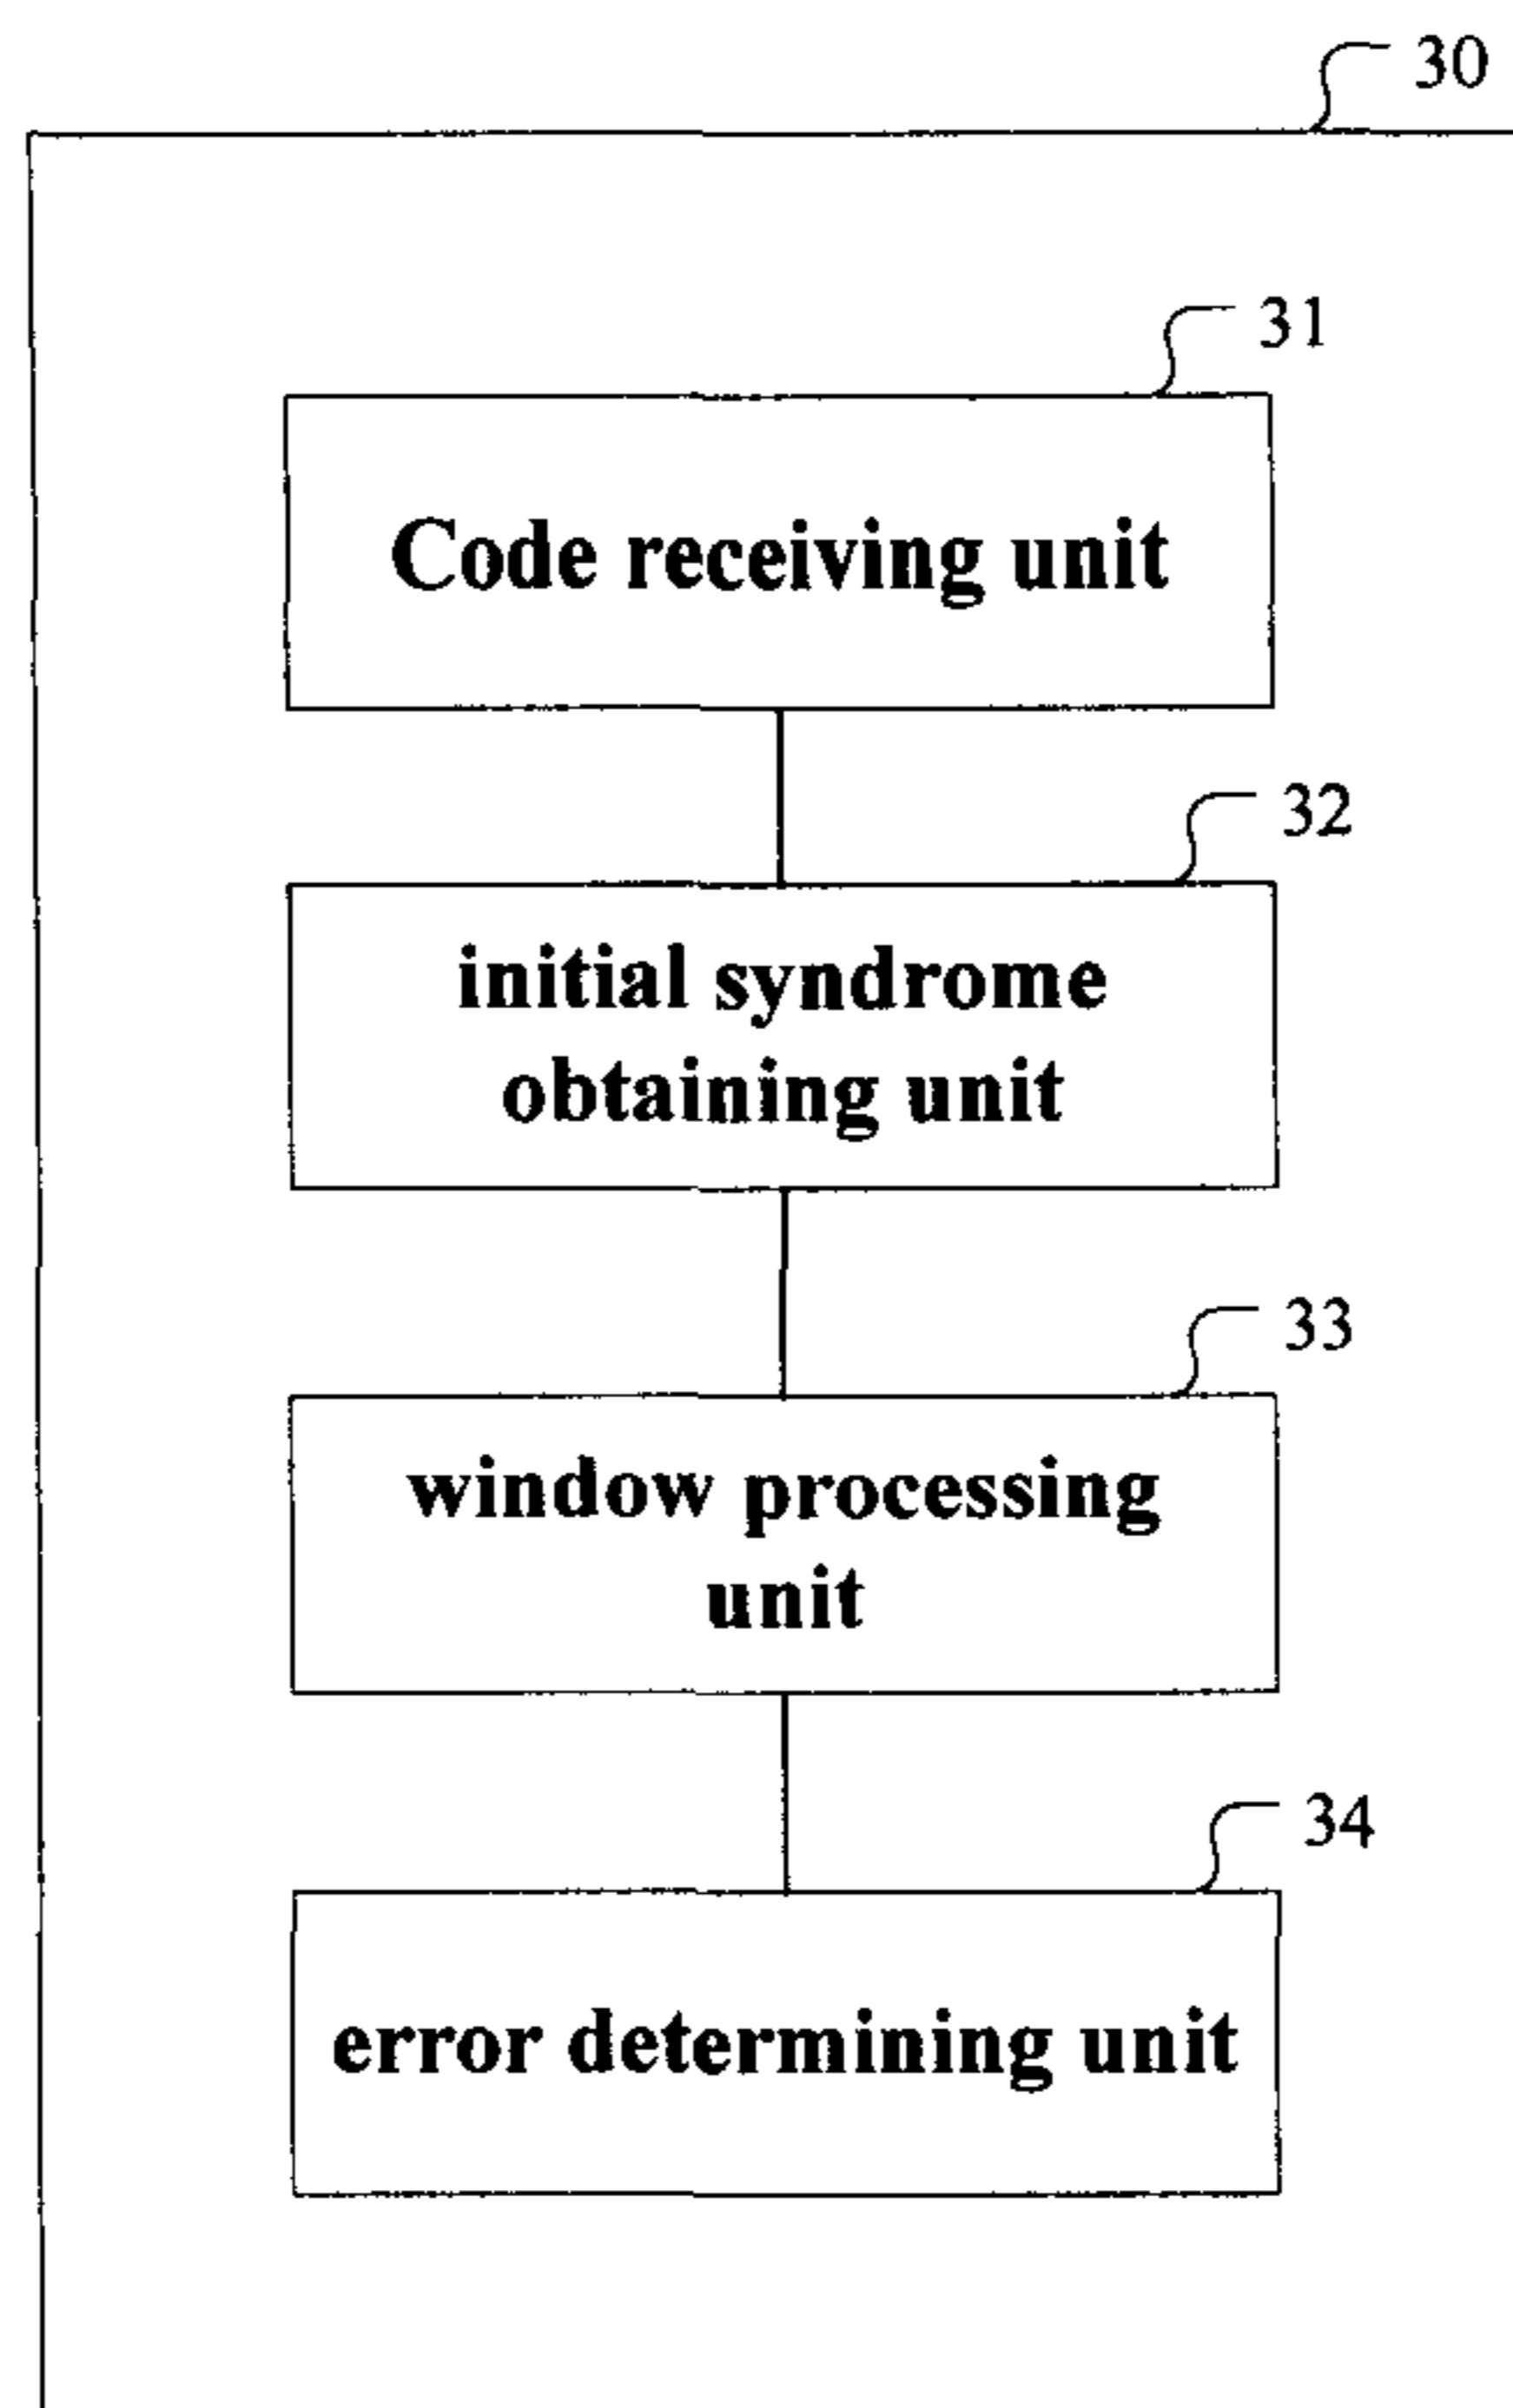 30
31
Code receiving unit
32
initial syndrome
obtaining unit
33
window processing
unit
34
error determining unit